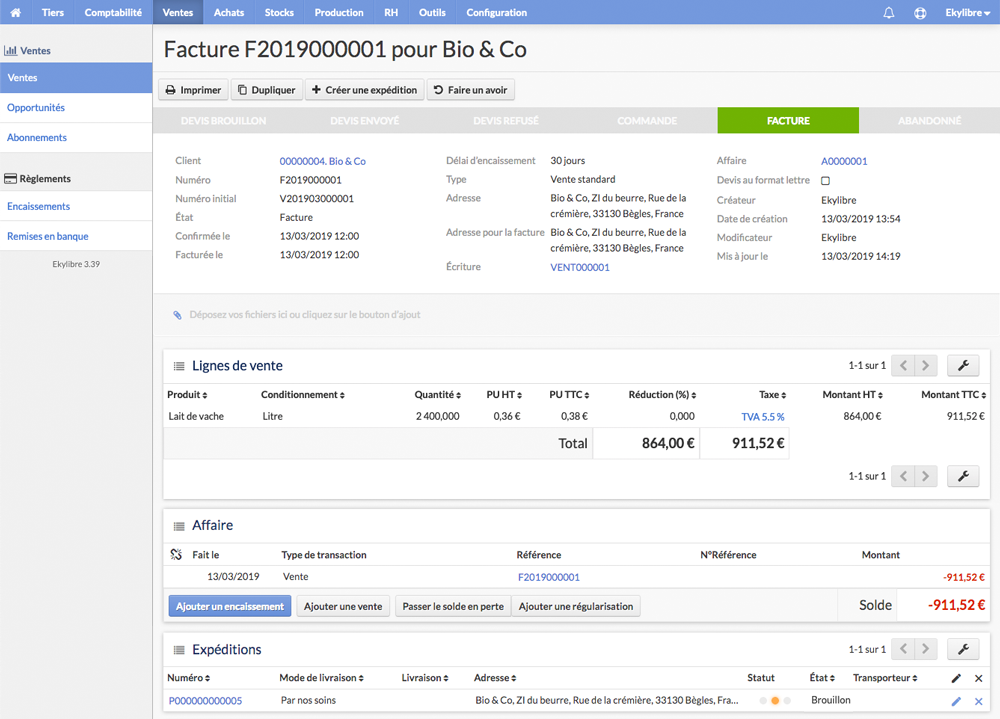 Tiers Comptabilité Ventes Achats Stocks Production RH Outils Configuration Ekylibre
Ventes
Ventes
Opportunités
Abonnements
Règlements
Encaissements
Remises en banque
Ekylibre 3.39
Facture F2019000001 pour Bio & Co
Imprimer Dupliquer Créer une expédition Faire un avoir
DEVIS BROUILLON DEVIS ENVOYÉ DEVIS REFUSÉ COMMANDE FACTURE ABANDONNÉ
Client 00000004. Bio & Co
Numéro F2019000001
Numéro initial V201903000001
État Facture
Confirmée le 13/03/2019 12:00
Facturée le 13/03/2019 12:00
Délai d'encaissement 30 jours
Type Vente standard
Adresse Bio & Co, ZI du beurre, Rue de la
crémière, 33130 Bègles, France
Adresse pour la facture Bio & Co, ZI du beurre, Rue de la
crémière, 33130 Bègles, France
Écriture VENT000001
Affaire A0000001
Devis au format lettre
Créateur Ekylibre
Date de création 13/03/2019 13:54
Modificateur Ekylibre
Mis à jour le 13/03/2019 14:19
Déposez vos fichiers ici ou cliquez sur le bouton d'ajout
Lignes de vente 1-1 sur 1
Produit Conditionnement Quantité PU HT PU TTC Réduction (%) Taxe Montant HT Montant TTC
Lait de vache Litre 2 400,000 0,36 € 0,38 € 0,000 TVA 5.5 % 864,00 € 911,52 €
Total 864,00 € 911,52 €
1-1 sur 1
Affaire
Fait le Type de transaction Référence N°Référence Montant
13/03/2019 Vente F2019000001 -911,52 €
Ajouter un encaissement Ajouter une vente Passer le solde en perte Ajouter une régularisation Solde -911,52 €
Expéditions 1-1 sur 1
Numéro Mode de livraison Livraison Adresse Statut État Transporteur
P000000000005 Par nos soins Bio & Co, ZI du beurre, Rue de la crémière, 33130 Bègles, Fra... Brouillon